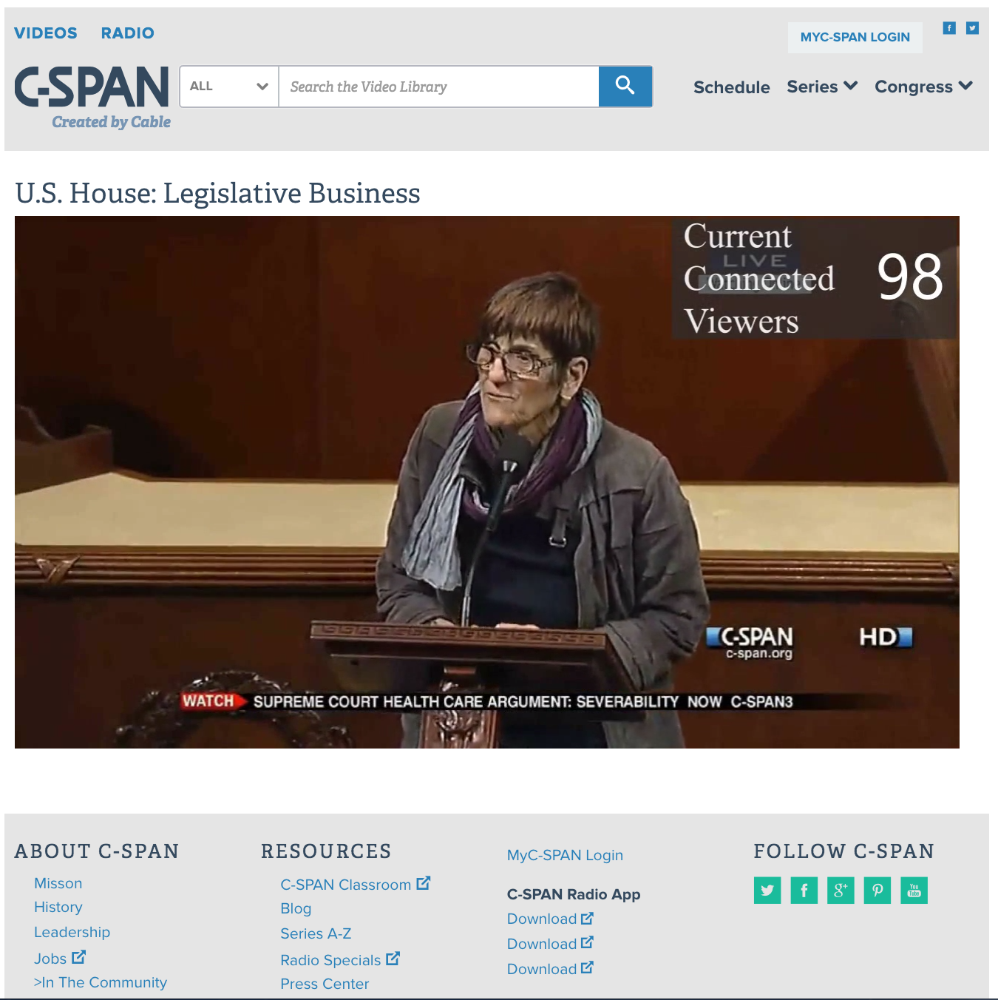 VIDEOS RADIO
MYC-SPAN LOGIN
C-SPAN
Created by Cable
ALL
Search the Video Library
Schedule Series Congress
U.S. House: Legislative Business
Current
LIVE
Connected
98
Viewers
C-SPAN
HD
c-span.org
WATCH SUPREME COURT HEALTH CARE ARGUMENT: SEVERABILITY NOW C-SPAN3
ABOUT C-SPAN
Misson
History
Leadership
Jobs
>In The Community
RESOURCES
C-SPAN Classroom
Blog
Series A-Z
Radio Specials
Press Center
MyC-SPAN Login
C-SPAN Radio App
Download
Download
Download
FOLLOW C-SPAN
You
Tube